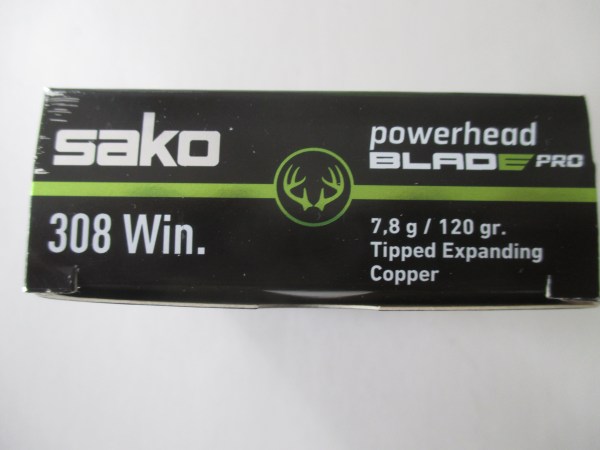 sako
308 Win.
powerhead
BLADE PRO
7,8 g / 120 gr.
Tipped Expanding
Copper